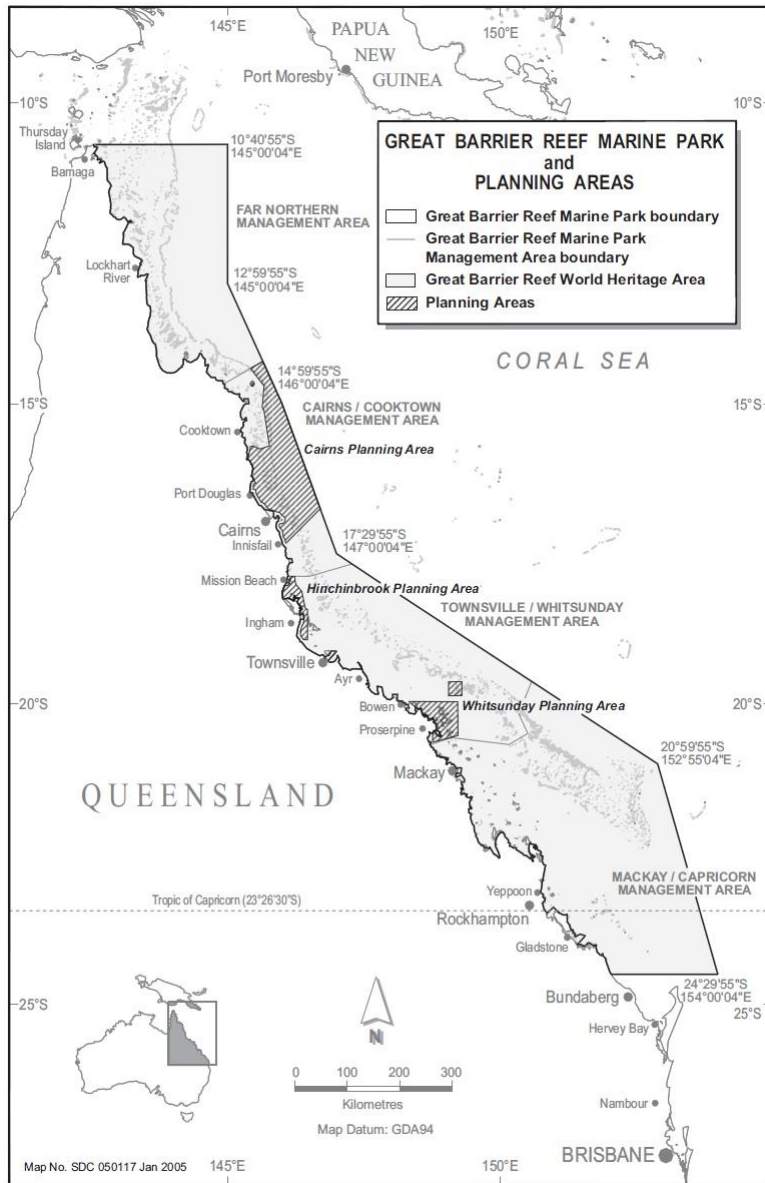 145°E
150°E
PAPUA
NEW
GUINEA
Port Moresby
10°S
10°S
Thursday
Island
Bamaga
10°40'55"S
145°00'04"E
GREAT BARRIER REEF MARINE PARK
and
PLANNING AREAS
Great Barrier Reef Marine Park boundary
Great Barrier Reef Marine Park
Management Area boundary
Great Barrier Reef World Heritage Area
Planning Areas
FAR NORTHERN
MANAGEMENT AREA
Lockhart
River
12°59'55"S
145°00'04"E
CORAL SEA
14°59'55"S
146°00'04"E
15°S
15°S
CAIRNS / COOKTOWN
MANAGEMENT AREA
Cooktown
Cairns Planning Area
Port Douglas
Cairns
Innisfail
17°29'55"S
147°00'04"E
Mission Beach
Hinchinbrook Planning Area
TOWNSVILLE / WHITSUNDAY
MANAGEMENT AREA
Ingham
Townsville
Ayr
Bowen
Whitsunday Planning Area
20°S
20°S
Proserpine
20°59'55"S
152°55'04"E
Mackay
QUEENSLAND
MACKAY / CAPRICORN
MANAGEMENT AREA
Yeppoon
Tropic of Capricorn (23°26'30"S)
Rockhampton
Gladstone
24°29'55"S
154°00'04"E
Bundaberg
25°S
25°S
Hervey Bay
N
0 100 200 300
Kilometres
Map Datum: GDA94
Nambour
BRISBANE
Map No. SDC 050117 Jan 2005
145°E
150°E